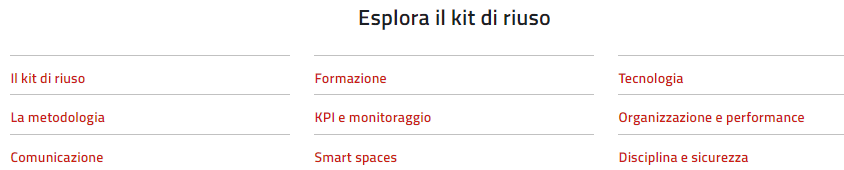 Esplora il kit di riuso
Il kit di riuso
Formazione
Tecnologia
La metodologia
KPI e monitoraggio
Organizzazione e performance
Comunicazione
Smart spaces
Disciplina e sicurezza